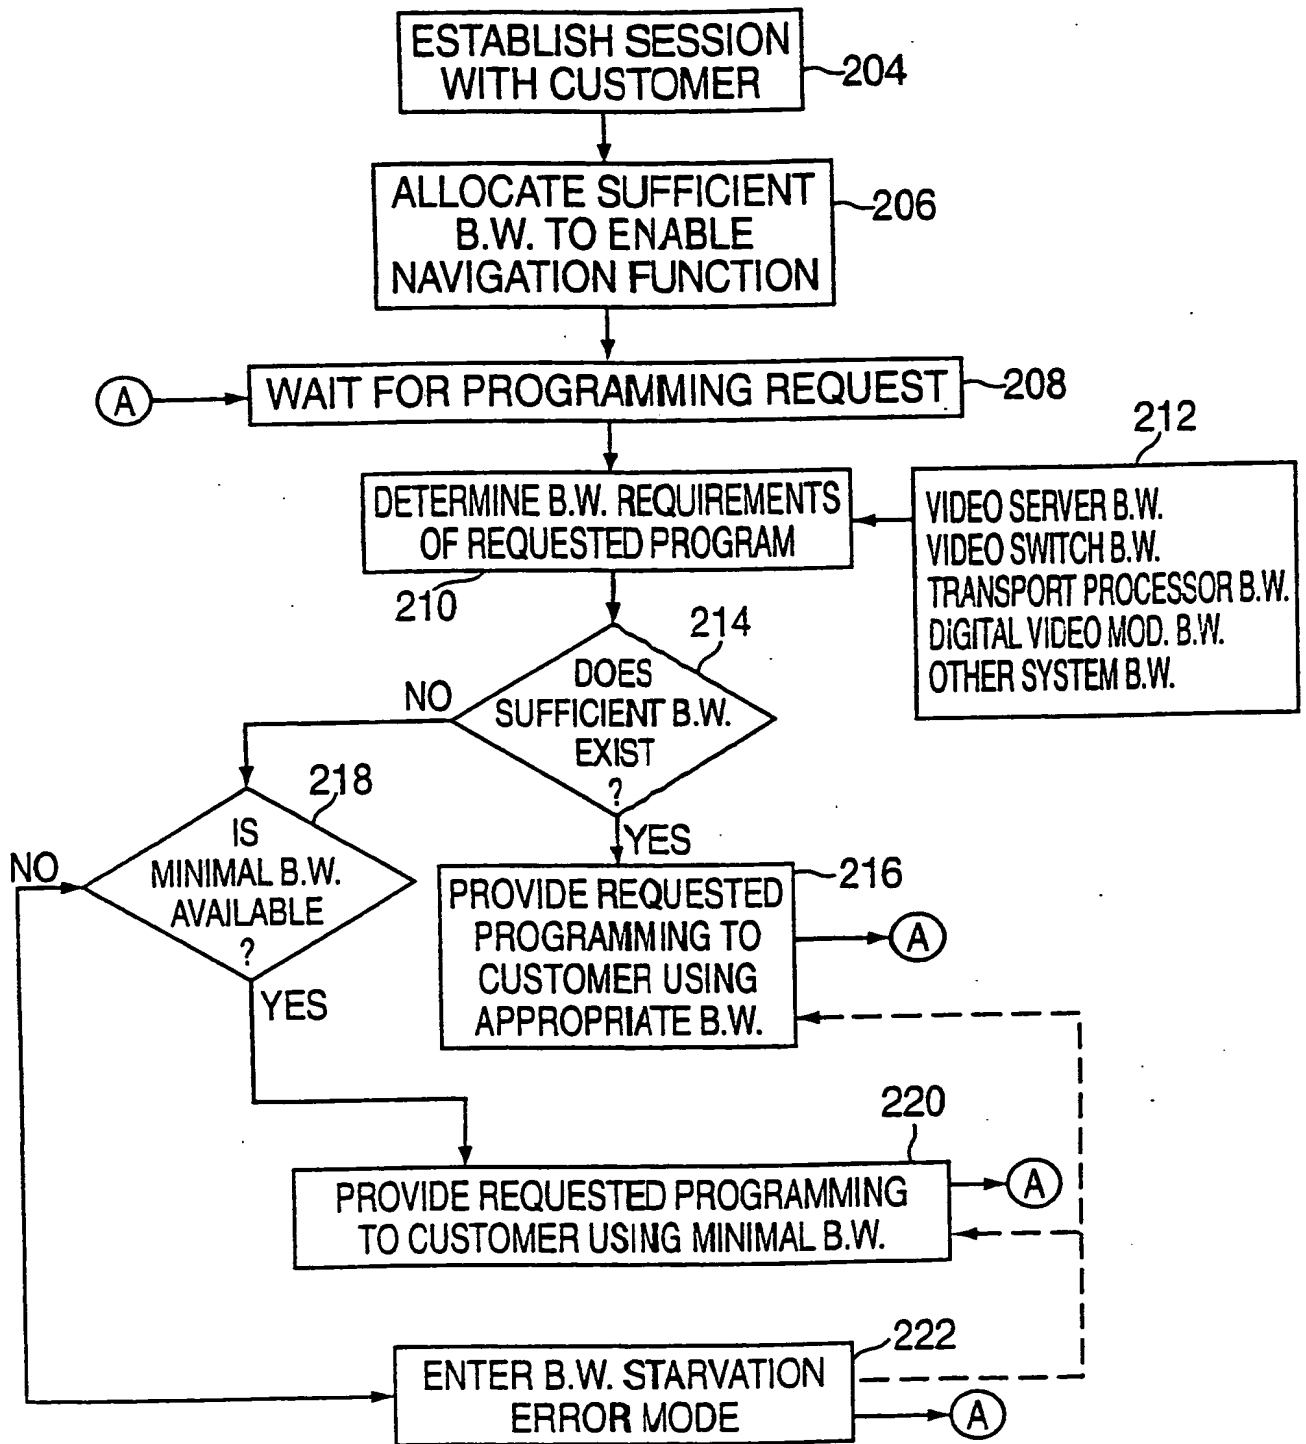 ESTABLISH SESSION
WITH CUSTOMER
204
ALLOCATE SUFFICIENT
B.W. TO ENABLE
NAVIGATION FUNCTION
206
A
WAIT FOR PROGRAMMING REQUEST
208
DETERMINE B.W. REQUIREMENTS
OF REQUESTED PROGRAM
210
212
VIDEO SERVER B.W.
VIDEO SWITCH B.W.
TRANSPORT PROCESSOR B.W.
DIGITAL VIDEO MOD. B.W.
OTHER SYSTEM B.W.
214
DOES
SUFFICIENT B.W.
EXIST
?
NO
YES
218
IS
MINIMAL B.W.
AVAILABLE
?
NO
YES
216
PROVIDE REQUESTED
PROGRAMMING TO
CUSTOMER USING
APPROPRIATE B.W.
A
220
PROVIDE REQUESTED PROGRAMMING
TO CUSTOMER USING MINIMAL B.W.
A
222
ENTER B.W. STARVATION
ERROR MODE
A